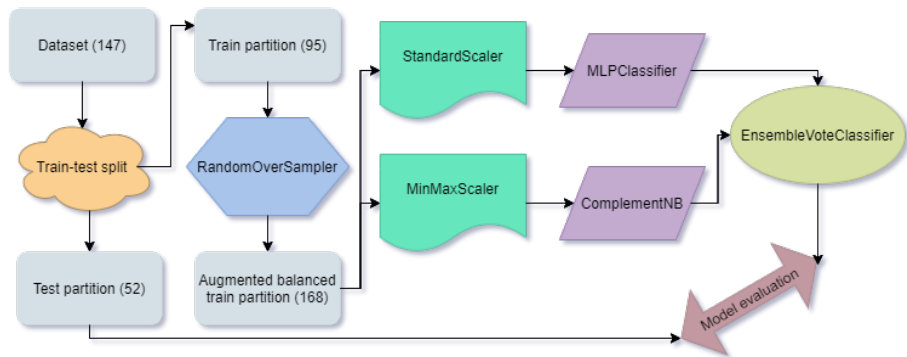 Dataset (147)
Train-test split
Test partition (52)
Train partition (95)
RandomOverSampler
Augmented balanced
train partition (168)
StandardScaler
MinMaxScaler
MLPClassifier
ComplementNB
EnsembleVoteClassifier
Model evaluation